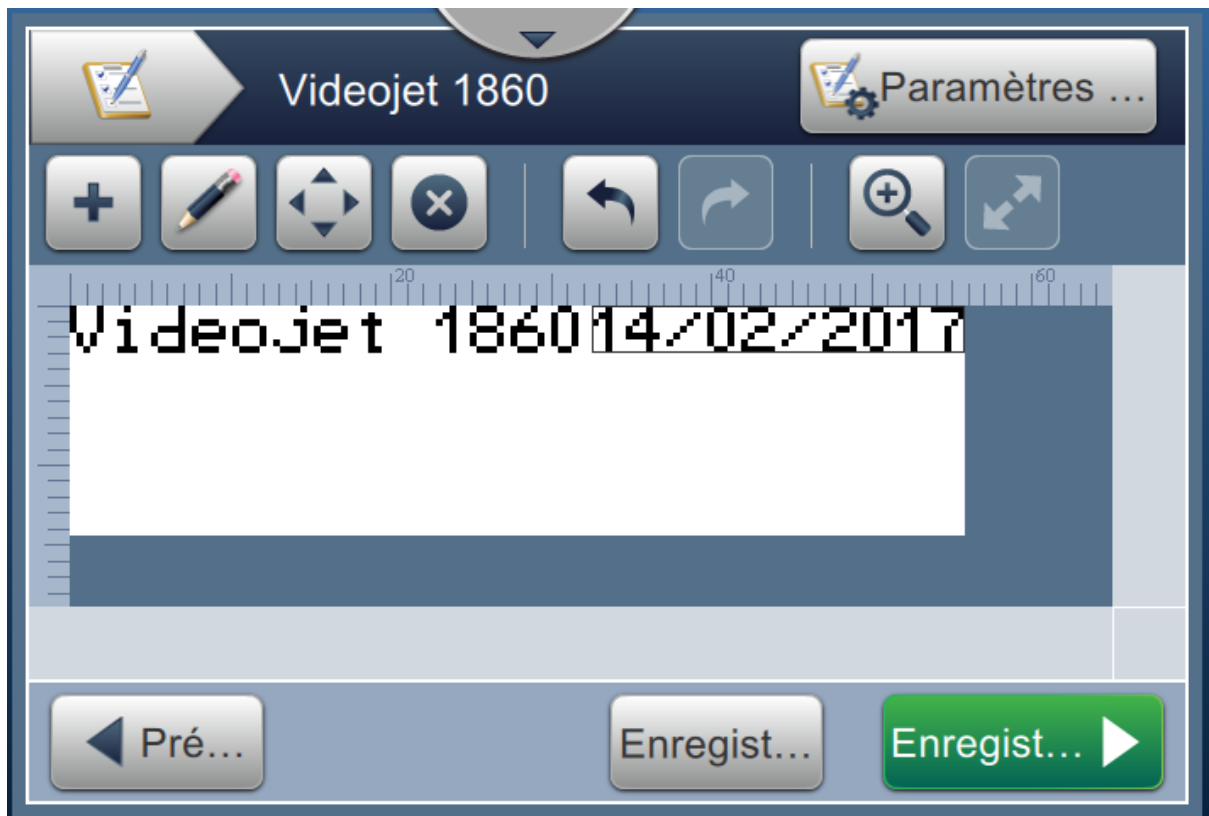 Videojet 1860
Paramètres ...
20 40 60
Videojet 1860 14/02/2017
Pré...
Enregist...
Enregist...